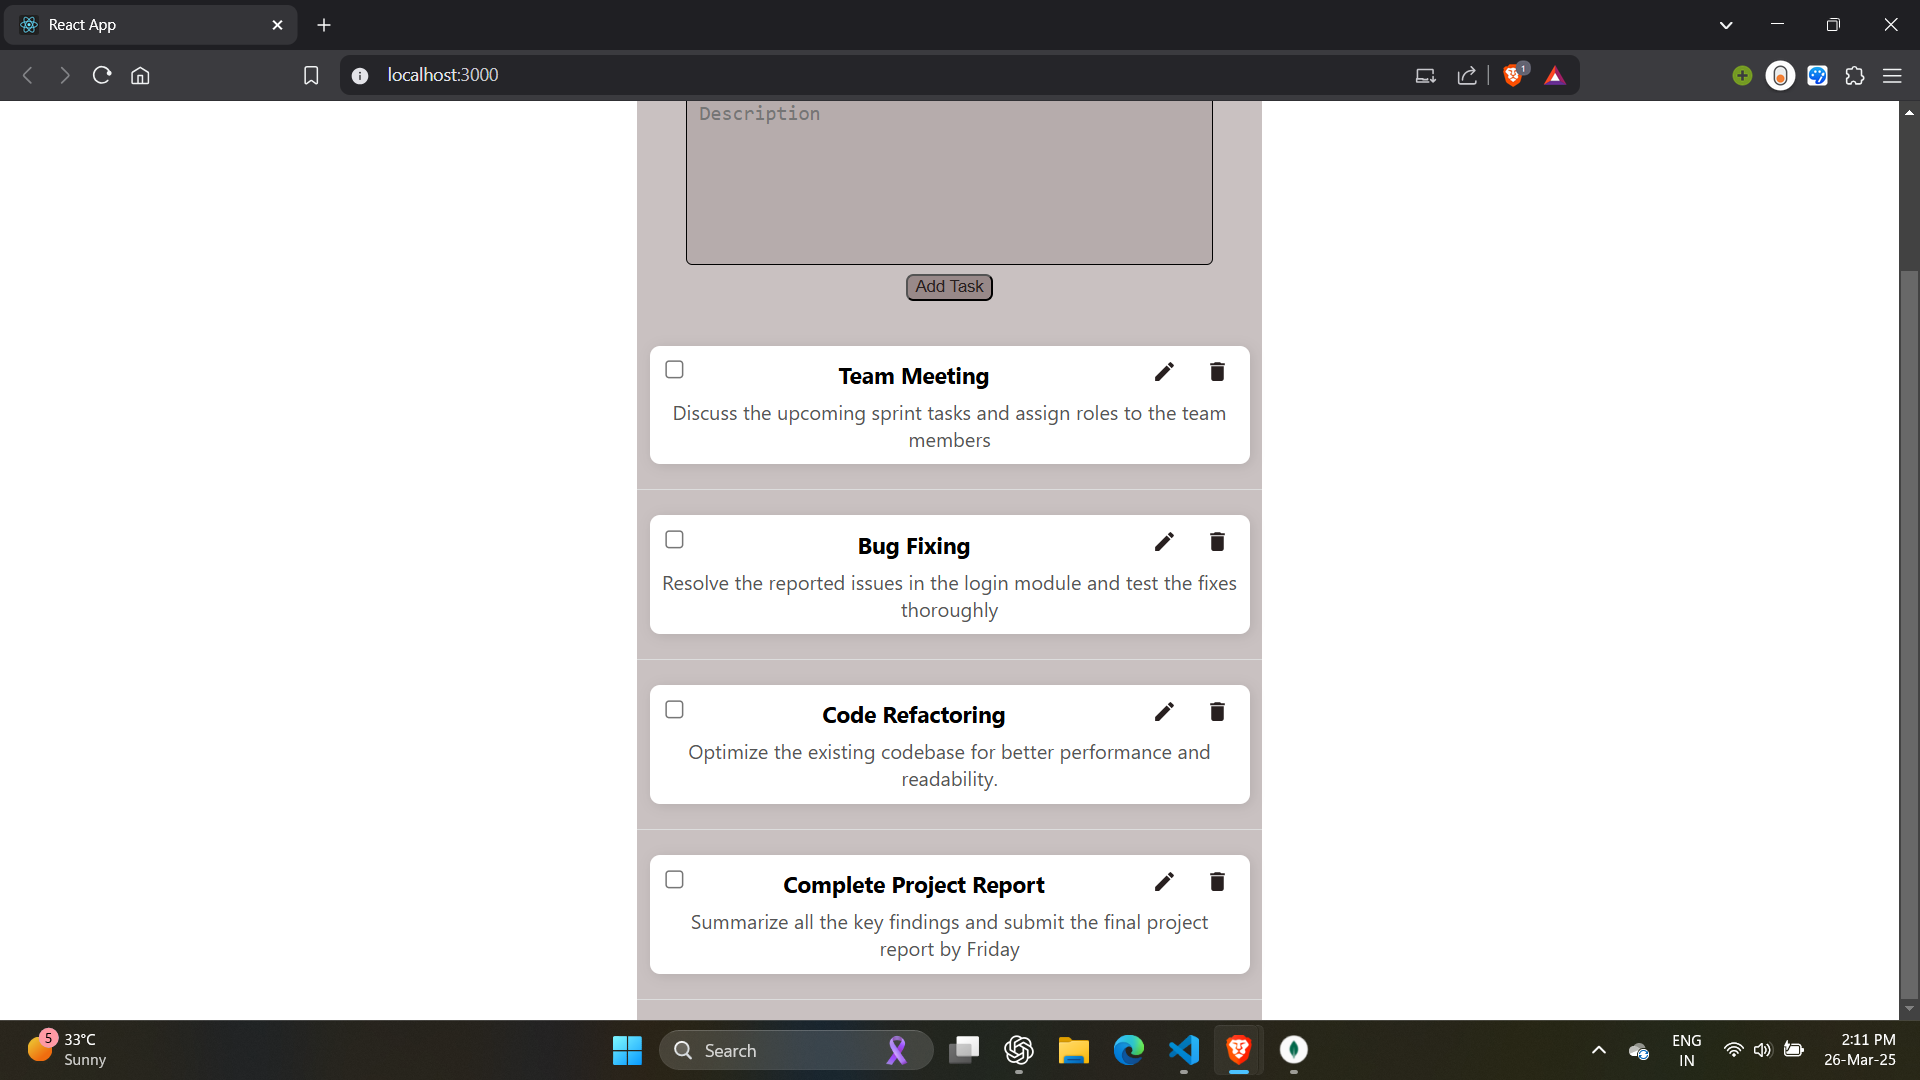 React App
localhost:3000
1
Description
Add Task
Team Meeting
Discuss the upcoming sprint tasks and assign roles to the team
members
Bug Fixing
Resolve the reported issues in the login module and test the fixes
thoroughly
Code Refactoring
Optimize the existing codebase for better performance and
readability.
Complete Project Report
Summarize all the key findings and submit the final project
report by Friday
5
33°C
Sunny
Search
ENG
IN
2:11 PM
26-Mar-25